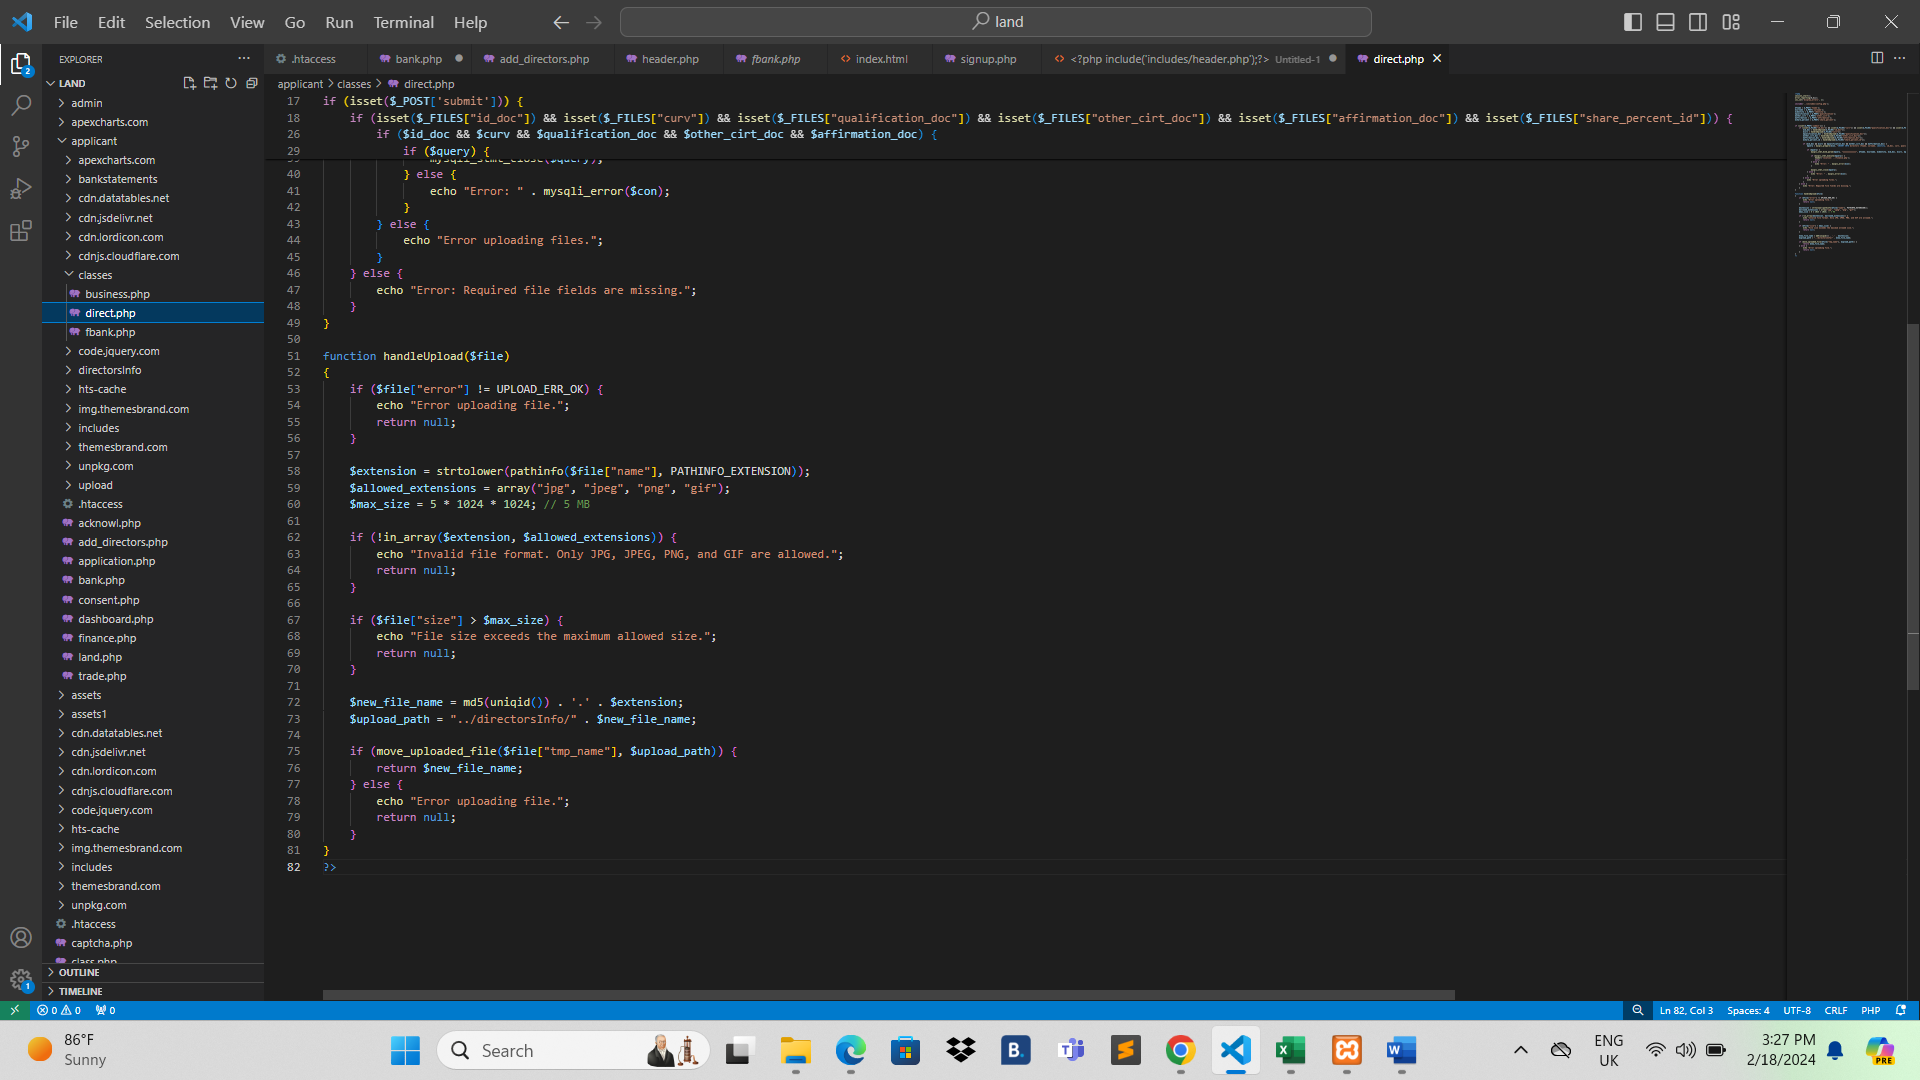 File Edit Selection View Go Run Terminal Help
land
EXPLORER
LAND
admin
apexcharts.com
applicant
apexcharts.com
bankstatements
cdn.datatables.net
cdn.jsdelivr.net
cdn.lordicon.com
cdnjs.cloudflare.com
classes
business.php
direct.php
fbank.php
code.jquery.com
directorsInfo
hts-cache
img.themesbrand.com
includes
themesbrand.com
unpkg.com
upload
.htaccess
acknowl.php
add_directors.php
application.php
bank.php
consent.php
dashboard.php
finance.php
land.php
trade.php
assets
assets1
cdn.datatables.net
cdn.jsdelivr.net
cdn.lordicon.com
cdnjs.cloudflare.com
code.jquery.com
hts-cache
img.themesbrand.com
includes
themesbrand.com
unpkg.com
.htaccess
captcha.php
class.php
OUTLINE
TIMELINE
.htaccess bank.php add_directors.php header.php fbank.php index.html signup.php <?php include('includes/header.php');?> Untitled-1 direct.php
applicant > classes > direct.php
17 if (isset($_POST['submit'])) {
18 if (isset($_FILES["id_doc"]) && isset($_FILES["curv"]) && isset($_FILES["qualification_doc"]) && isset($_FILES["other_cirt_doc"]) && isset($_FILES["affirmation_doc"]) && isset($_FILES["share_percent_id"])) {
26 if ($id_doc && $curv && $qualification_doc && $other_cirt_doc && $affirmation_doc) {
29 if ($query) {
39 mysqli_stmt_close($query);
40 } else {
41 echo "Error: " . mysqli_error($con);
42 }
43 } else {
44 echo "Error uploading files.";
45 }
46 } else {
47 echo "Error: Required file fields are missing.";
48 }
49 }
50
51 function handleUpload($file)
52 {
53 if ($file["error"] != UPLOAD_ERR_OK) {
54 echo "Error uploading file.";
55 return null;
56 }
57
58 $extension = strtolower(pathinfo($file["name"], PATHINFO_EXTENSION));
59 $allowed_extensions = array("jpg", "jpeg", "png", "gif");
60 $max_size = 5 * 1024 * 1024; // 5 MB
61
62 if (!in_array($extension, $allowed_extensions)) {
63 echo "Invalid file format. Only JPG, JPEG, PNG, and GIF are allowed.";
64 return null;
65 }
66
67 if ($file["size"] > $max_size) {
68 echo "File size exceeds the maximum allowed size.";
69 return null;
70 }
71
72 $new_file_name = md5(uniqid()) . '.' . $extension;
73 $upload_path = "../directorsInfo/" . $new_file_name;
74
75 if (move_uploaded_file($file["tmp_name"], $upload_path)) {
76 return $new_file_name;
77 } else {
78 echo "Error uploading file.";
79 return null;
80 }
81 }
82 ?>
2
1
0 0 0
Ln 82, Col 3 Spaces: 4 UTF-8 CRLF PHP
86°F
Sunny
Search
B.
ENG
UK
3:27 PM
2/18/2024
PRE